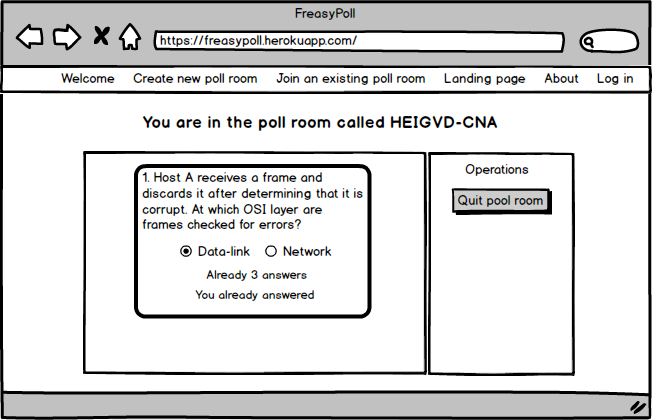 FreasyPoll
https://freasypoll.herokuapp.com/
Welcome Create new poll room Join an existing poll room Landing page About Log in
You are in the poll room called HEIGVD-CNA
1. Host A receives a frame and
discards it after determining that it is
corrupt. At which OSI layer are
frames checked for errors?
Data-link Network
Already 3 answers
You already answered
Operations
Quit pool room